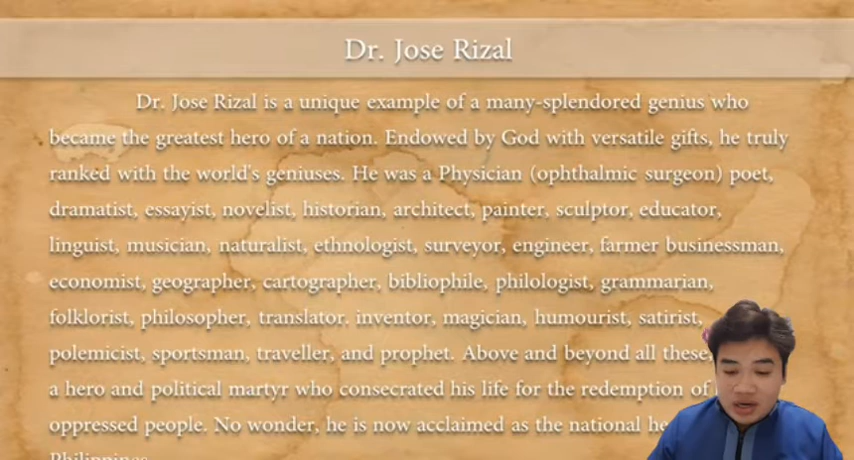 Dr. Jose Rizal
Dr. Jose Rizal is a unique example of a many-splendored genius who
became the greatest hero of a nation. Endowed by God with versatile gifts, he truly
ranked with the world's geniuses. He was a Physician (ophthalmic surgeon) poet,
dramatist, essayist, novelist, historian, architect, painter, sculptor, educator,
linguist, musician, naturalist, ethnologist, surveyor, engineer, farmer businessman,
economist, geographer, cartographer, bibliophile, philologist, grammarian,
folklorist, philosopher, translator. inventor, magician, humourist, satirist,
polemicist, sportsman, traveller, and prophet. Above and beyond all these,
a hero and political martyr who consecrated his life for the redemption of
oppressed people. No wonder, he is now acclaimed as the national
Philippines